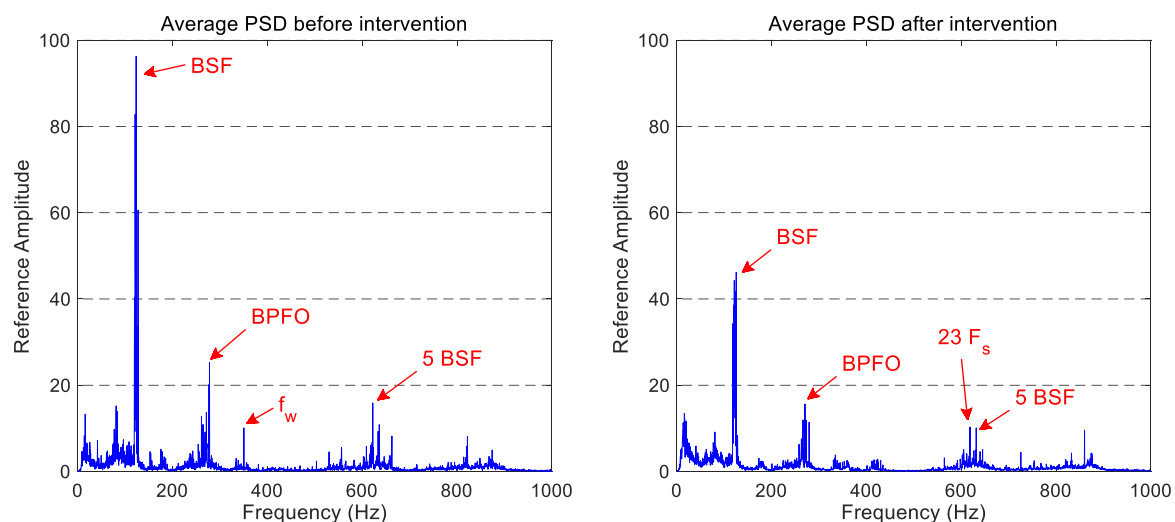 Average PSD before intervention
100
80
60
40
20
0
Reference Amplitude
BSF
BPFO
f_w
5 BSF
0
200
400
600
800
1000
Frequency (Hz)
Average PSD after intervention
100
80
60
40
20
0
Reference Amplitude
BSF
BPFO
23 F_s
5 BSF
0
200
400
600
800
1000
Frequency (Hz)